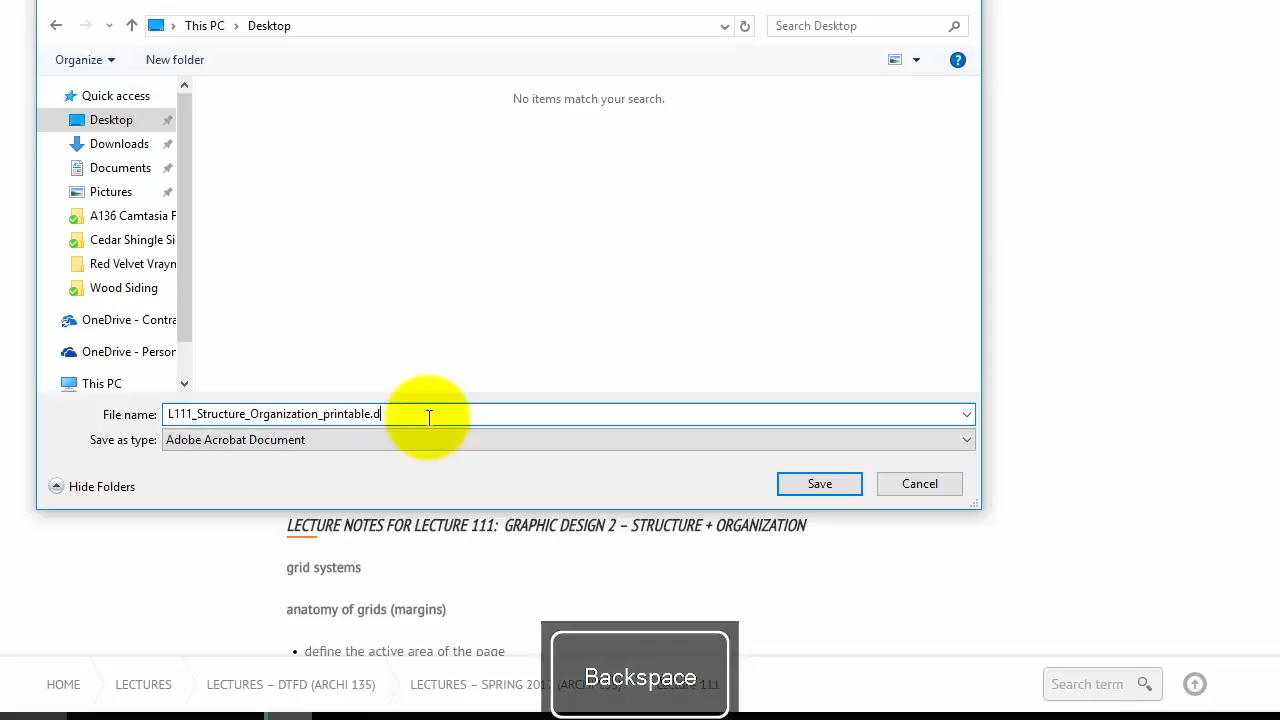 This PC > Desktop
Search Desktop
Organize
New folder
Quick access
Desktop
Downloads
Documents
Pictures
A136 Camtasia F
Cedar Shingle Si
Red Velvet Vrayn
Wood Siding
OneDrive - Contra
OneDrive - Person
This PC
No items match your search.
File name: L111_Structure_Organization_printable.d
Save as type: Adobe Acrobat Document
Hide Folders
Save
Cancel
LECTURE NOTES FOR LECTURE 111: GRAPHIC DESIGN 2 – STRUCTURE + ORGANIZATION
grid systems
anatomy of grids (margins)
• define the active area of the page
Backspace
HOME
LECTURES
LECTURES – DTFD (ARCHI 135)
LECTURES – SPRING 201
Search term